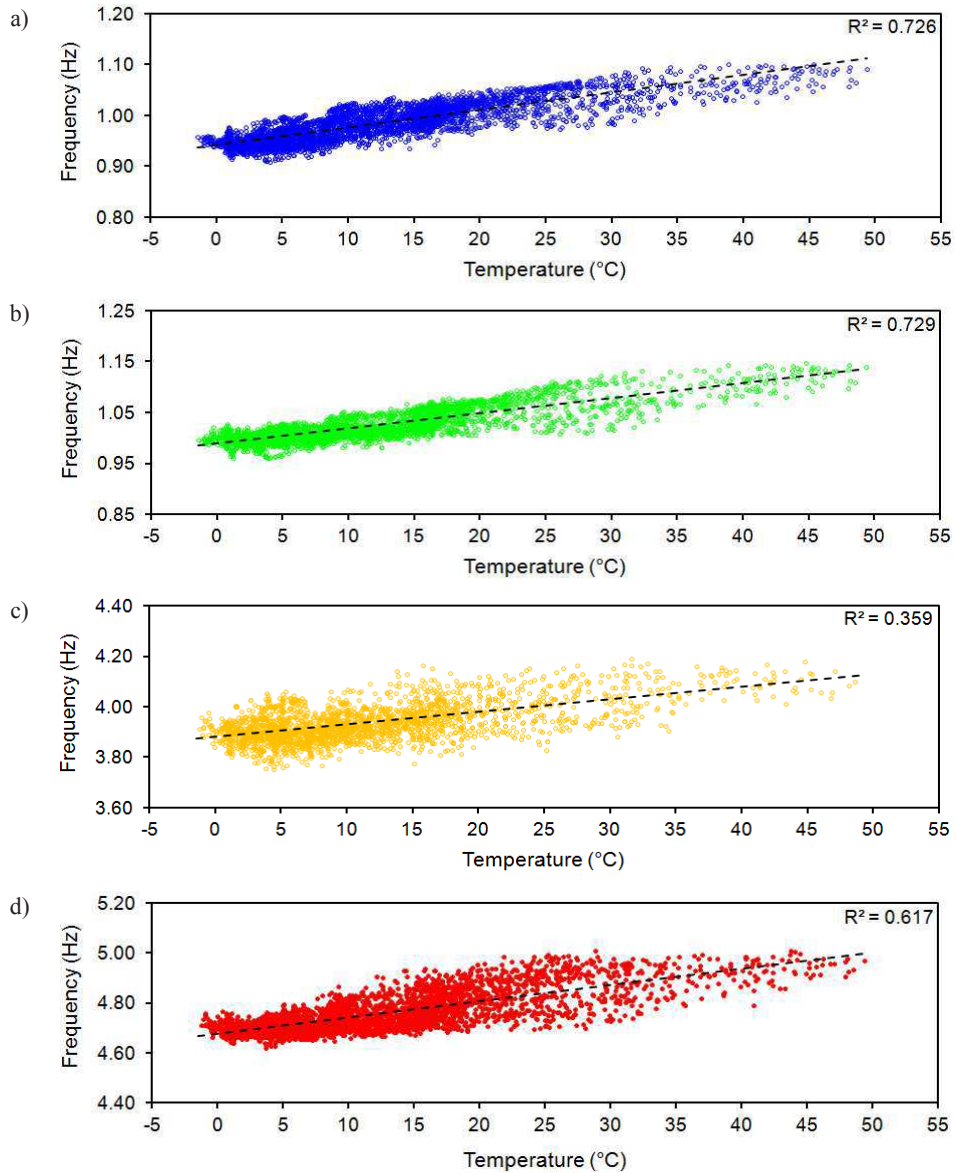 a)
1.20
1.10
1.00
0.90
0.80
Frequency (Hz)
R² = 0.726
-5 0 5 10 15 20 25 30 35 40 45 50 55
Temperature (°C)
b)
1.25
1.15
1.05
0.95
0.85
Frequency (Hz)
R² = 0.729
-5 0 5 10 15 20 25 30 35 40 45 50 55
Temperature (°C)
c)
4.40
4.20
4.00
3.80
3.60
Frequency (Hz)
R² = 0.359
-5 0 5 10 15 20 25 30 35 40 45 50 55
Temperature (°C)
d)
5.20
5.00
4.80
4.60
4.40
Frequency (Hz)
R² = 0.617
-5 0 5 10 15 20 25 30 35 40 45 50 55
Temperature (°C)